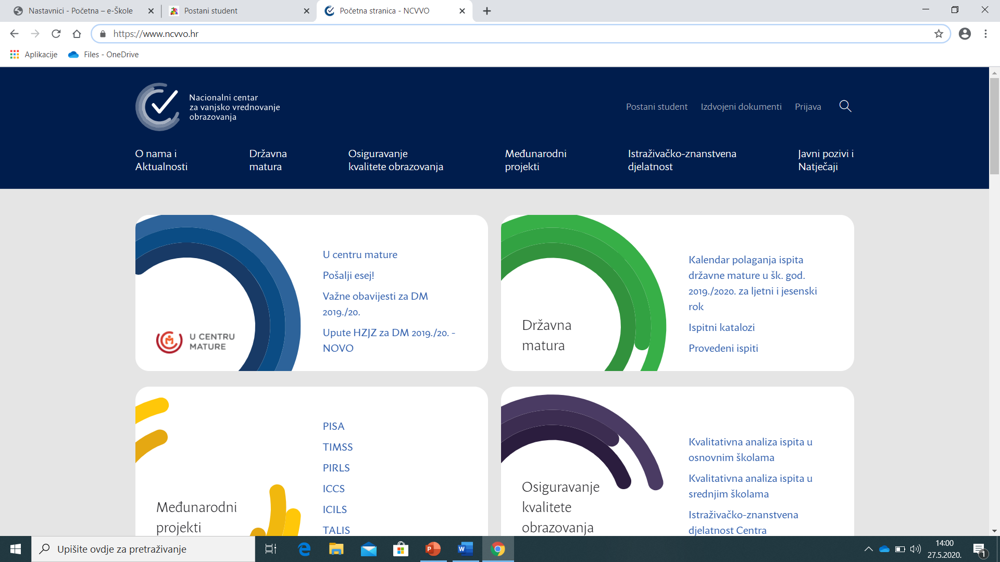 Nastavnici - Početna – e-Škole
Postani student
Početna stranica - NCVVO
https://www.ncvvo.hr
Aplikacije
Files - OneDrive
Nacionalni centar
za vanjsko vrednovanje
obrazovanja
Postani student
Izdvojeni dokumenti
Prijava
O nama i
Aktualnosti
Državna
matura
Osiguravanje
kvalitete obrazovanja
Međunarodni
projekti
Istraživačko-znanstvena
djelatnost
Javni pozivi i
Natječaji
U CENTRU
MATURE
U centru mature
Pošalji esej!
Važne obavijesti za DM
2019./20.
Upute HZJZ za DM 2019./20. -
NOVO
Državna
matura
Kalendar polaganja ispita
državne mature u šk. god.
2019./2020. za ljetni i jesenski
rok
Ispitni katalozi
Provedeni ispiti
Međunarodni
projekti
PISA
TIMSS
PIRLS
ICCS
ICILS
TALIS
Osiguravanje
kvalitete
obrazovanja
Kvalitativna analiza ispita u
osnovnim školama
Kvalitativna analiza ispita u
srednjim školama
Istraživačko-znanstvena
djelatnost Centra
Upišite ovdje za pretraživanje
14:00
27.5.2020.
1